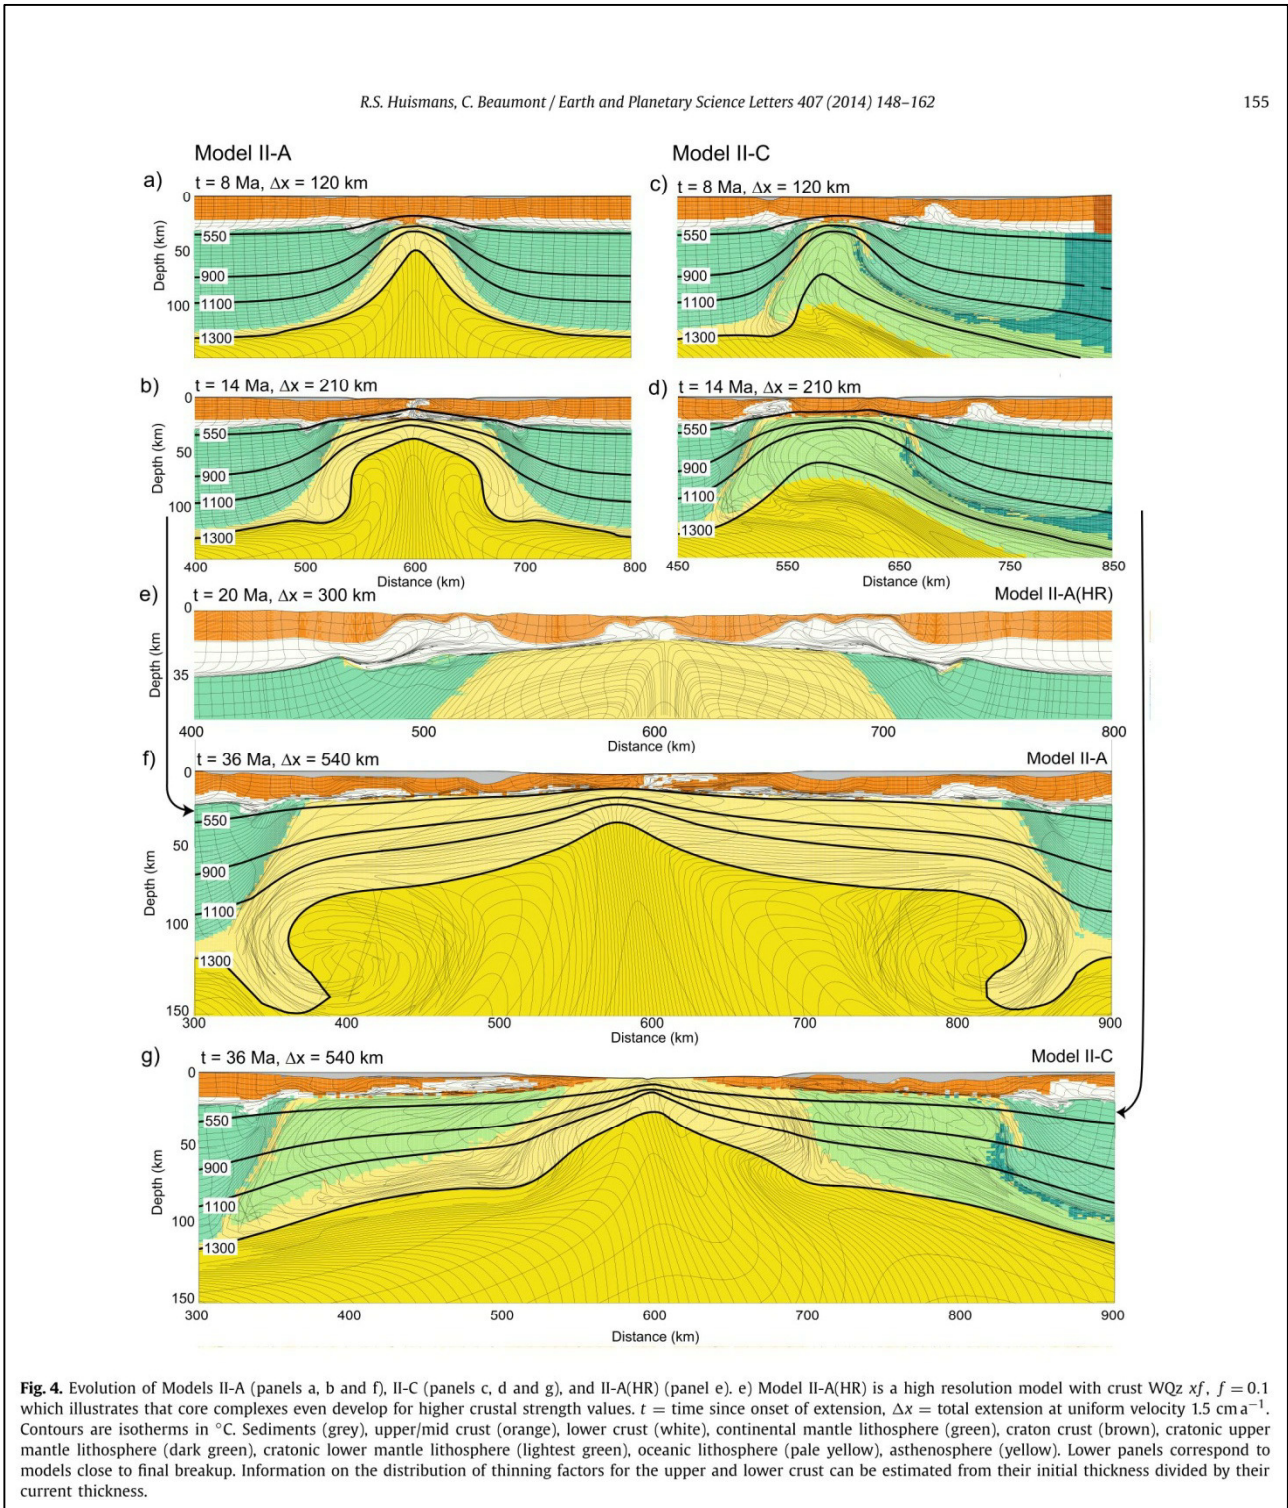 R.S. Huismans, C. Beaumont / Earth and Planetary Science Letters 407 (2014) 148–162
155
Model II-A
Model II-C
a)
t = 8 Ma, Δx = 120 km
0
50
100
Depth (km)
550
900
1100
1300
c)
t = 8 Ma, Δx = 120 km
550
900
1100
1300
b)
t = 14 Ma, Δx = 210 km
0
50
100
Depth (km)
550
900
1100
1300
400
500
600
700
800
Distance (km)
d)
t = 14 Ma, Δx = 210 km
550
900
1100
1300
450
550
650
750
850
Distance (km)
e)
t = 20 Ma, Δx = 300 km
Model II-A(HR)
0
35
Depth (km)
400
500
600
700
800
Distance (km)
f)
t = 36 Ma, Δx = 540 km
Model II-A
0
50
100
150
Depth (km)
550
900
1100
1300
300
400
500
600
700
800
900
Distance (km)
g)
t = 36 Ma, Δx = 540 km
Model II-C
0
50
100
150
Depth (km)
550
900
1100
1300
300
400
500
600
700
800
900
Distance (km)
Fig. 4. Evolution of Models II-A (panels a, b and f), II-C (panels c, d and g), and II-A(HR) (panel e). e) Model II-A(HR) is a high resolution model with crust WQz xf, f = 0.1
which illustrates that core complexes even develop for higher crustal strength values. t = time since onset of extension, Δx = total extension at uniform velocity 1.5 cm a⁻¹.
Contours are isotherms in °C. Sediments (grey), upper/mid crust (orange), lower crust (white), continental mantle lithosphere (green), craton crust (brown), cratonic upper
mantle lithosphere (dark green), cratonic lower mantle lithosphere (lightest green), oceanic lithosphere (pale yellow), asthenosphere (yellow). Lower panels correspond to
models close to final breakup. Information on the distribution of thinning factors for the upper and lower crust can be estimated from their initial thickness divided by their
current thickness.